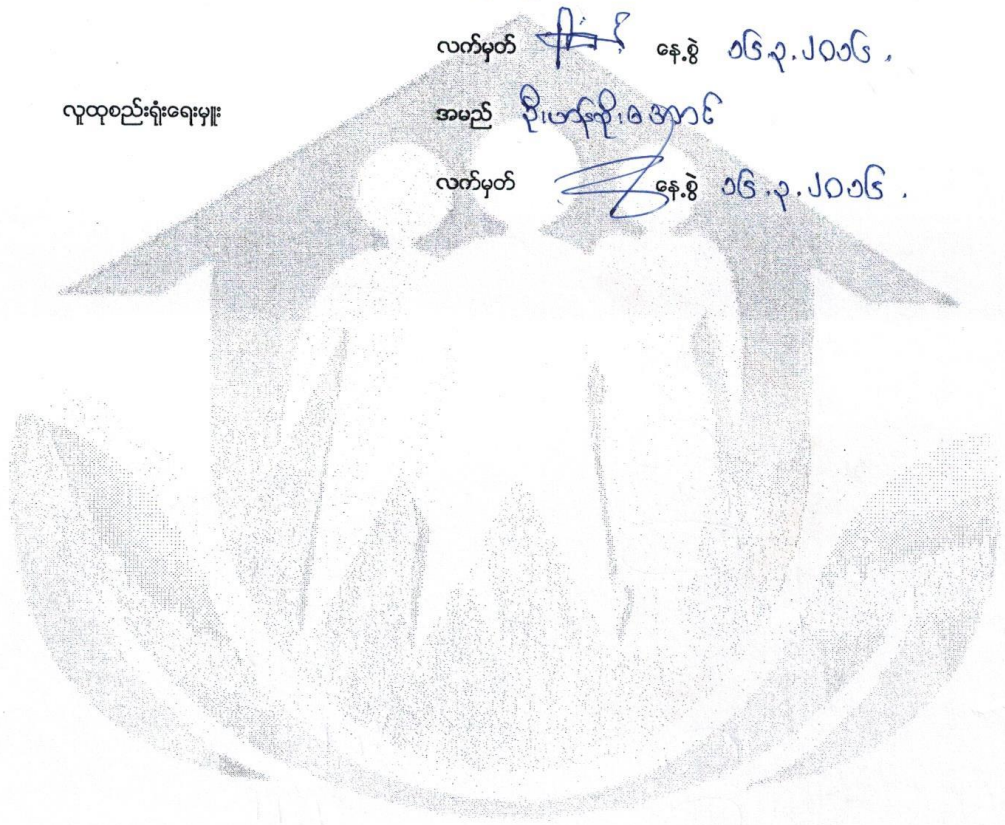 လက်မှတ် နေ့စွဲ ၁၆.၃.၂၀၁၆.
လူထုစည်းရုံးရေးမှူး အမည် ဦးဟန်စိုးအောင်
လက်မှတ် နေ့စွဲ ၁၆.၃.၂၀၁၆.